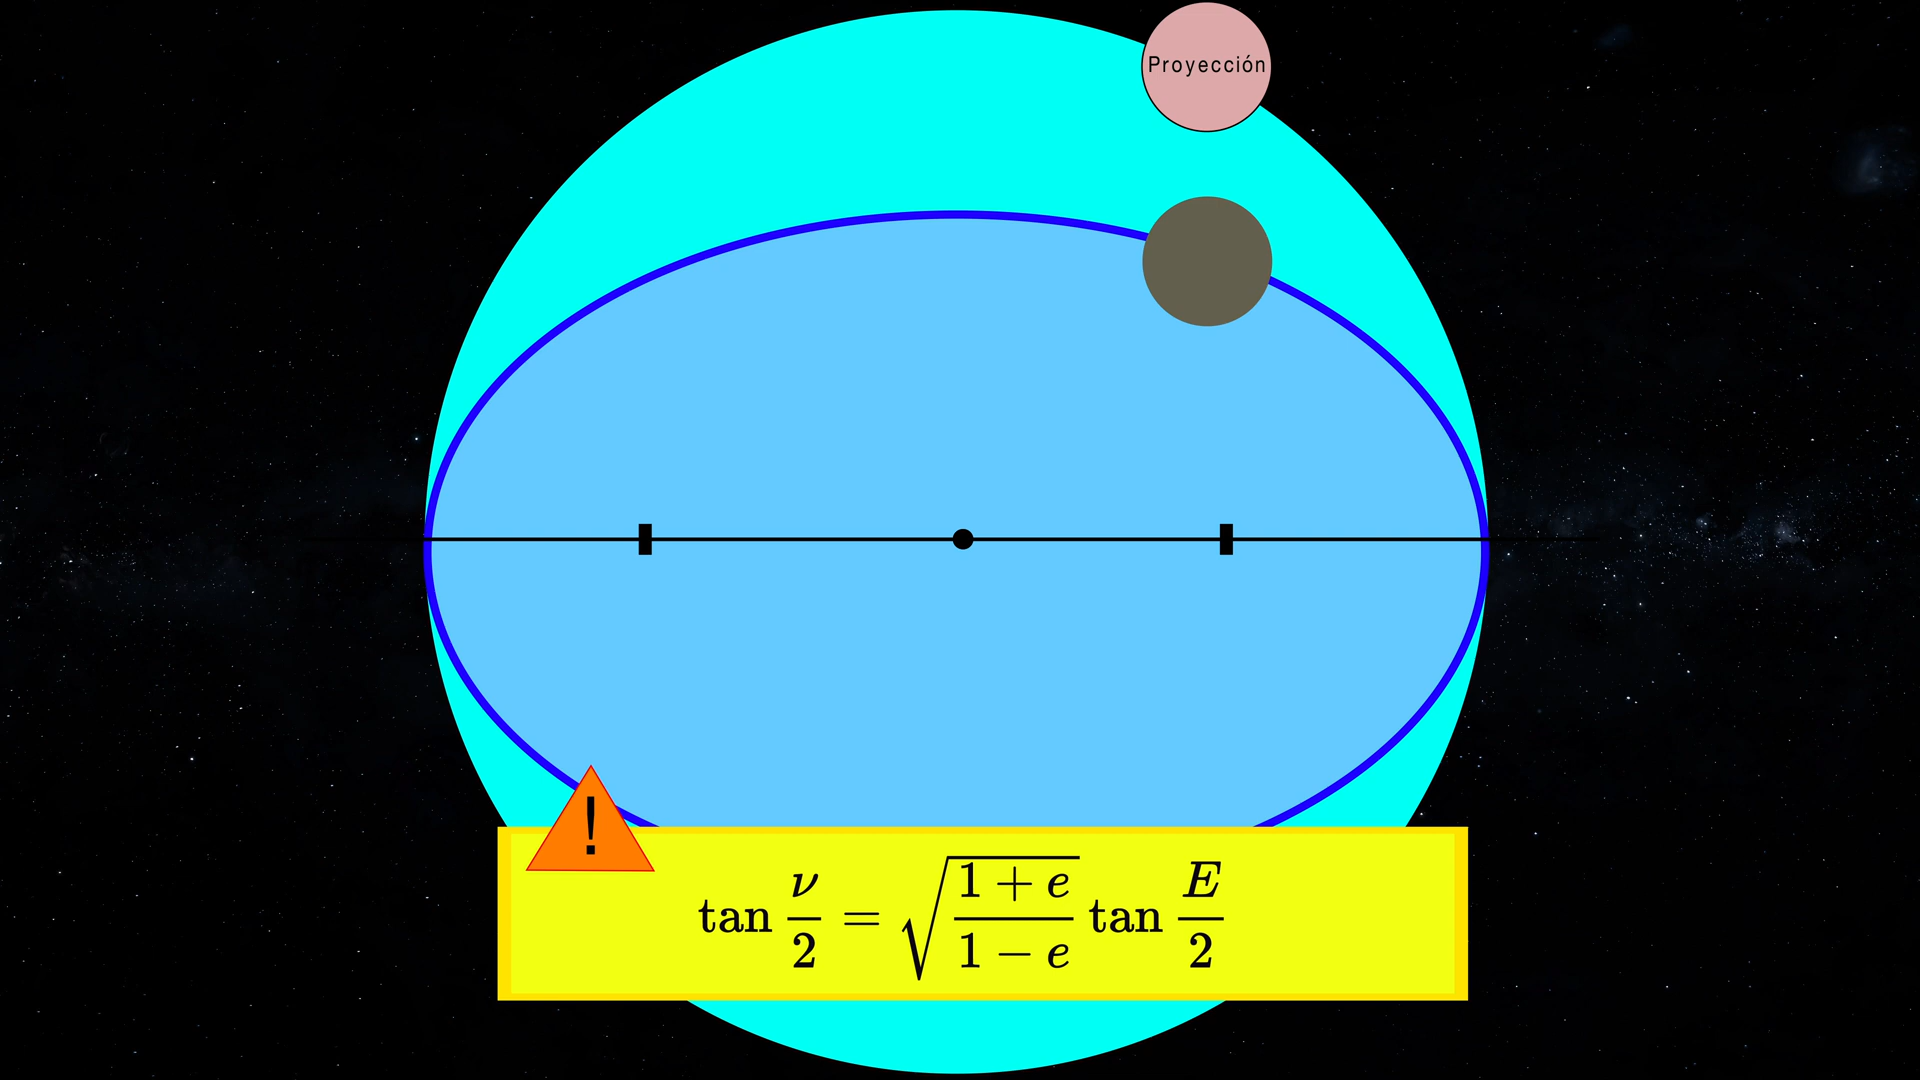 Proyección
!
tan ν/2 = √((1 + e)/(1 − e)) tan E/2